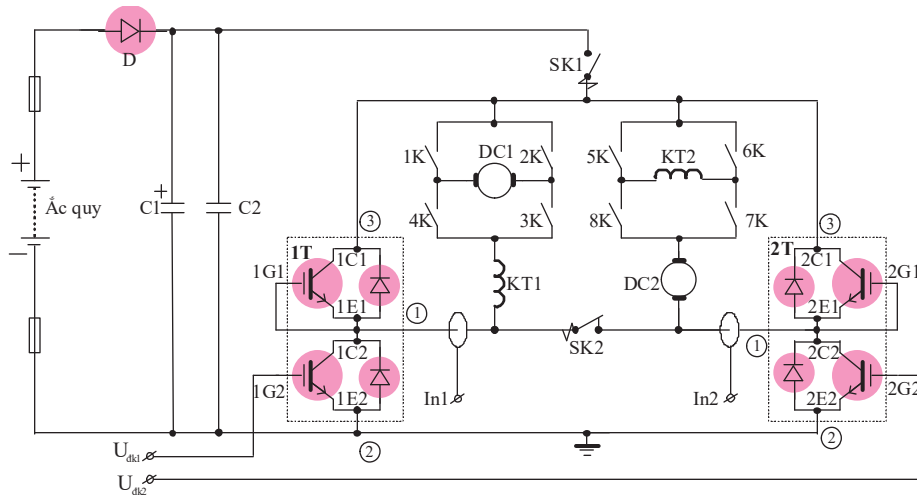 D
SK1
1K
DC1
2K
5K
KT2
6K
+
Ắc quy
−
+
C1
C2
4K
3K
8K
7K
3
3
1T
1C1
1G1
1E1
KT1
DC2
2T
2C1
2G1
2E1
1
1
1C2
1G2
1E2
SK2
2C2
2G2
2E2
In1
In2
2
2
Uđk1
Uđk2